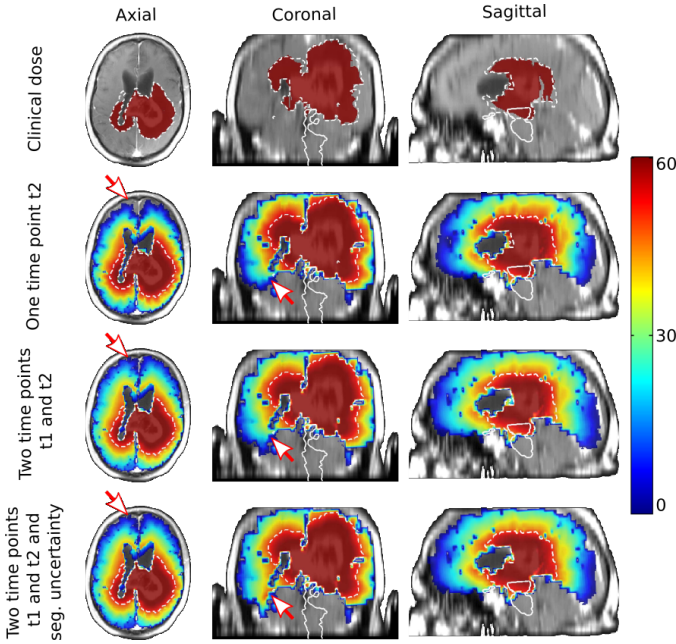 Axial
Coronal
Sagittal
Clinical dose
One time point t2
Two time points
t1 and t2
Two time points
t1 and t2 and
seg. uncertainty
60
30
0